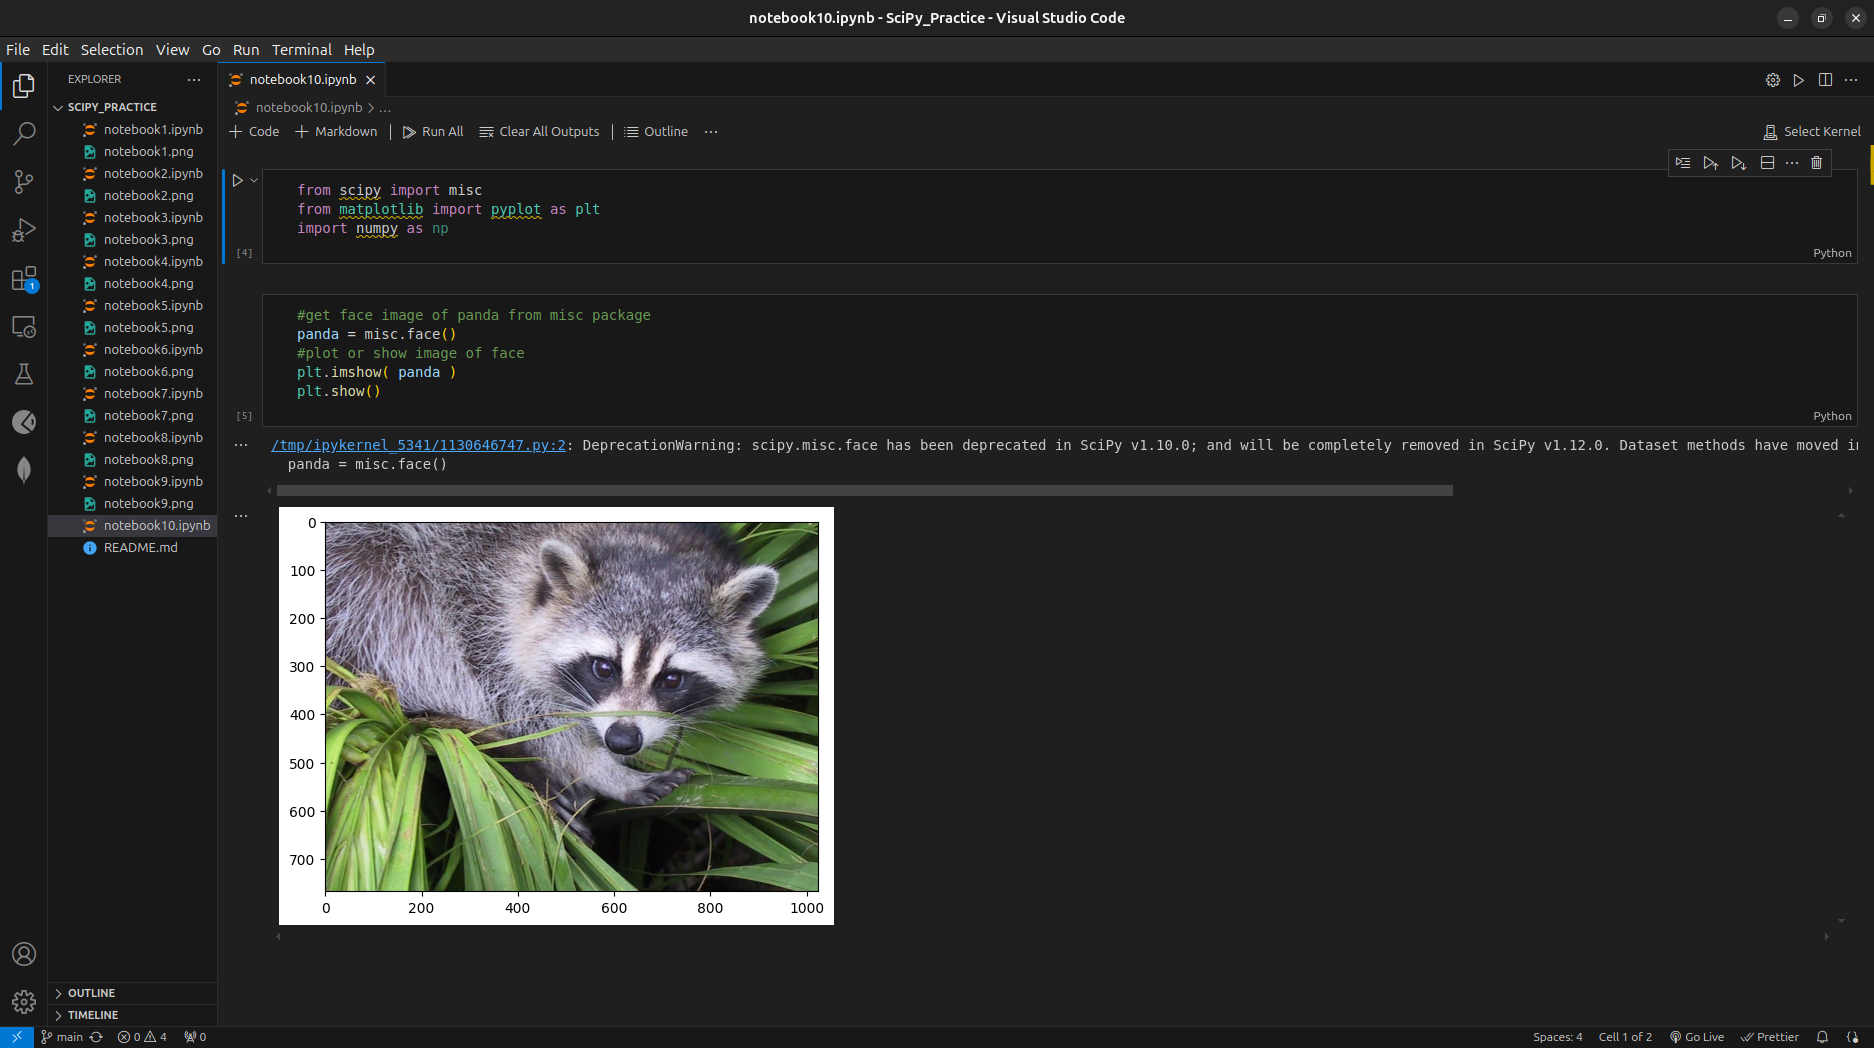 notebook10.ipynb - SciPy_Practice - Visual Studio Code
File Edit Selection View Go Run Terminal Help
EXPLORER
SCIPY_PRACTICE
notebook1.ipynb
notebook1.png
notebook2.ipynb
notebook2.png
notebook3.ipynb
notebook3.png
notebook4.ipynb
notebook4.png
notebook5.ipynb
notebook5.png
notebook6.ipynb
notebook6.png
notebook7.ipynb
notebook7.png
notebook8.ipynb
notebook8.png
notebook9.ipynb
notebook9.png
notebook10.ipynb
README.md
OUTLINE
TIMELINE
1
notebook10.ipynb
notebook10.ipynb > ...
+ Code + Markdown | Run All Clear All Outputs | Outline ...
Select Kernel
from scipy import misc
from matplotlib import pyplot as plt
import numpy as np
[4]
Python
#get face image of panda from misc package
panda = misc.face()
#plot or show image of face
plt.imshow( panda )
plt.show()
[5]
Python
/tmp/ipykernel_5341/1130646747.py:2: DeprecationWarning: scipy.misc.face has been deprecated in SciPy v1.10.0; and will be completely removed in SciPy v1.12.0. Dataset methods have moved in
panda = misc.face()
0
100
200
300
400
500
600
700
0 200 400 600 800 1000
main 0 4 0
Spaces: 4 Cell 1 of 2 Go Live Prettier